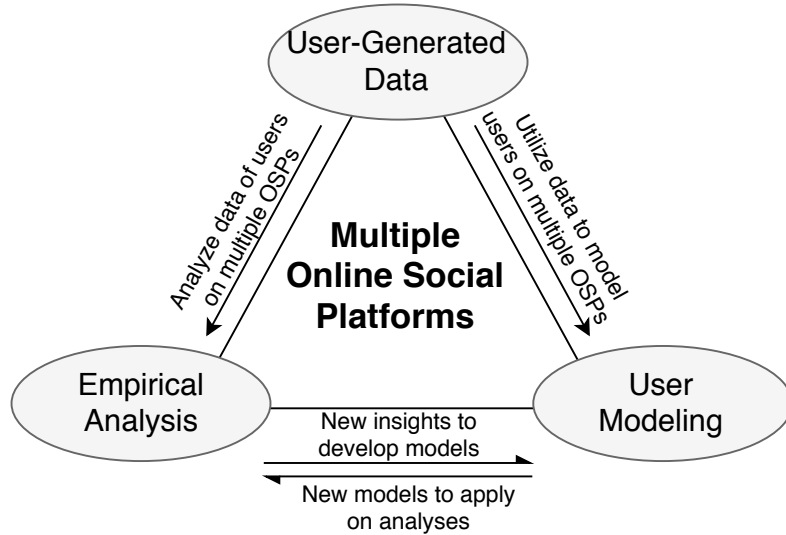 User-Generated
Data
Analyze data of users
on multiple OSPs
Utilize data to model
users on multiple OSPs
Multiple
Online Social
Platforms
Empirical
Analysis
User
Modeling
New insights to
develop models
New models to apply
on analyses